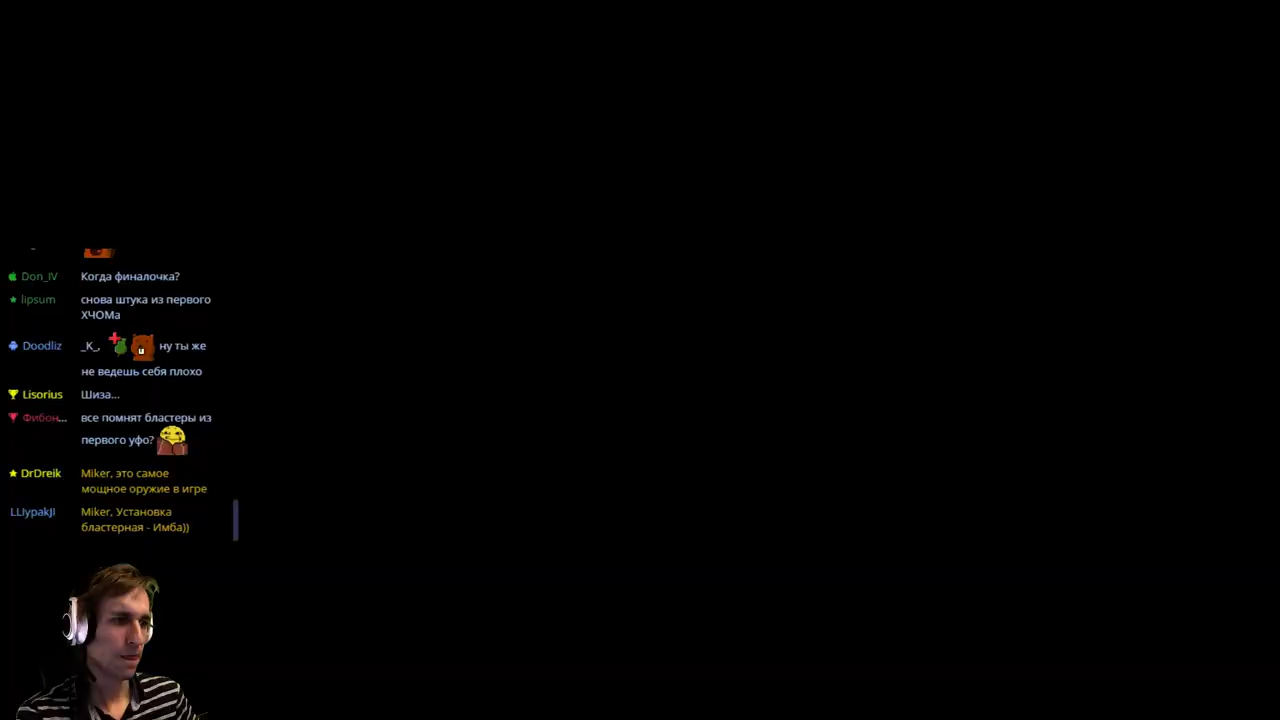 Don_IV Когда финалочка?
lipsum снова штука из первого
ХЧОМа
Doodliz _K_, ну ты же
не ведешь себя плохо
Lisorius Шиза...
Фибон... все помнят бластеры из
первого уфо?
DrDreik Miker, это самое
мощное оружие в игре
LLIypakJI Miker, Установка
бластерная - Имба))